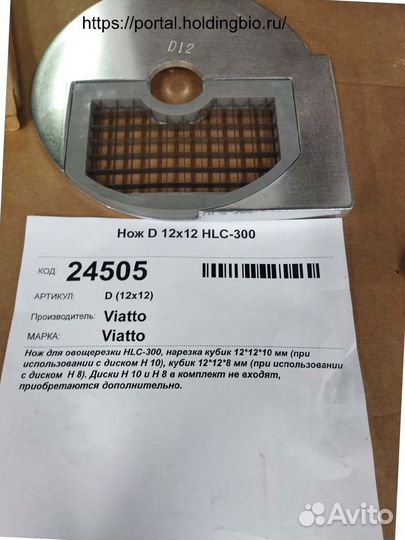 https://portal.holdingbio.ru/
D12
Нож D 12x12 HLC-300
КОД: 24505
АРТИКУЛ: D (12x12)
Производитель: Viatto
МАРКА: Viatto
Нож для овощерезки HLC-300, нарезка кубик 12*12*10 мм (при
использовании с диском H 10), кубик 12*12*8 мм (при использовании
с диском H 8). Диски H 10 и H 8 в комплект не входят,
приобретаются дополнительно.
Avito